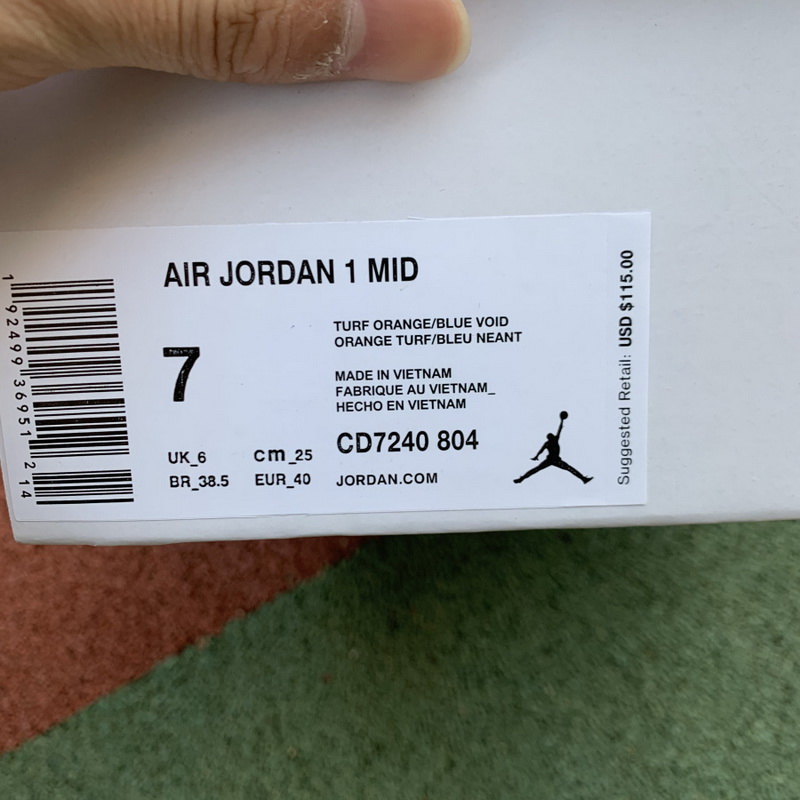 AIR JORDAN 1 MID
TURF ORANGE/BLUE VOID
ORANGE TURF/BLEU NEANT
7
MADE IN VIETNAM
FABRIQUE AU VIETNAM_
HECHO EN VIETNAM
CD7240 804
UK_6 cm_25
BR_38.5 EUR_40
JORDAN.COM
Suggested Retail: USD $115.00
1 92499 36951 2 14